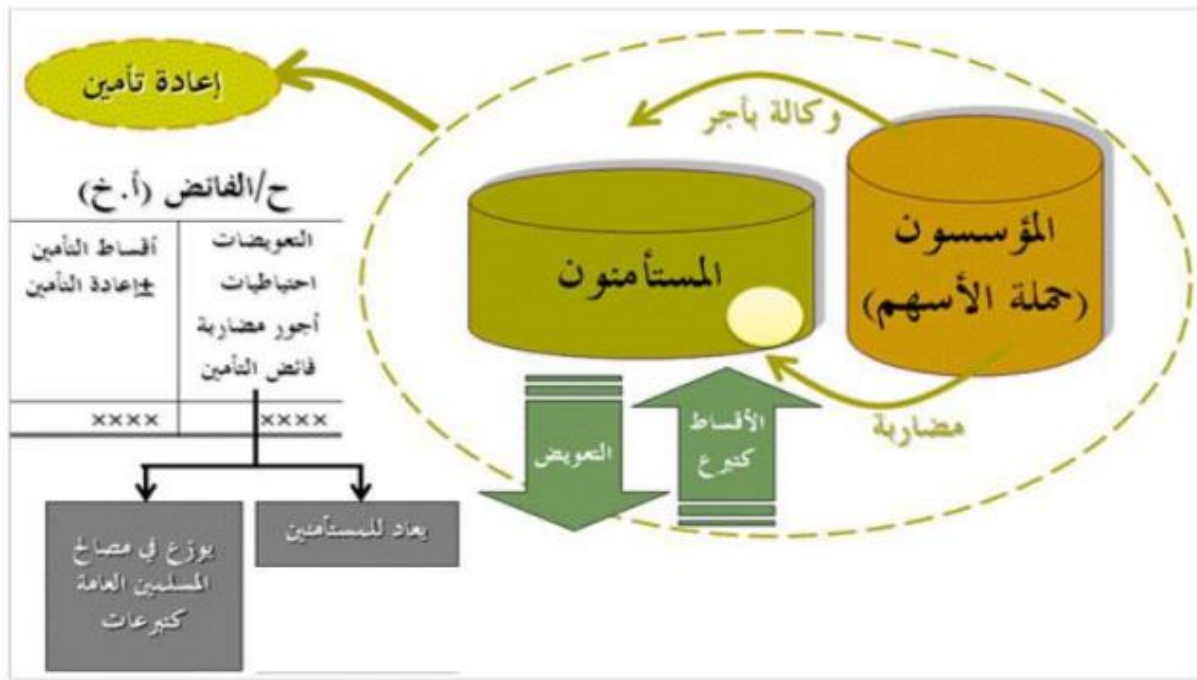 إعادة تأمين
وكالة بأجر
المؤسسون
(حملة الأسهم)
المستأمنون
مضاربة
الأقساط
كتبرع
التعويض
ح/الفائض (أ.خ)
التعويضات
احتياطيات
أجور مضاربة
فائض التأمين
××××
أقساط التأمين
±إعادة التأمين
××××
يعاد للمستأمنين
يوزع في مصالح
المسلمين العامة
كتبرعات